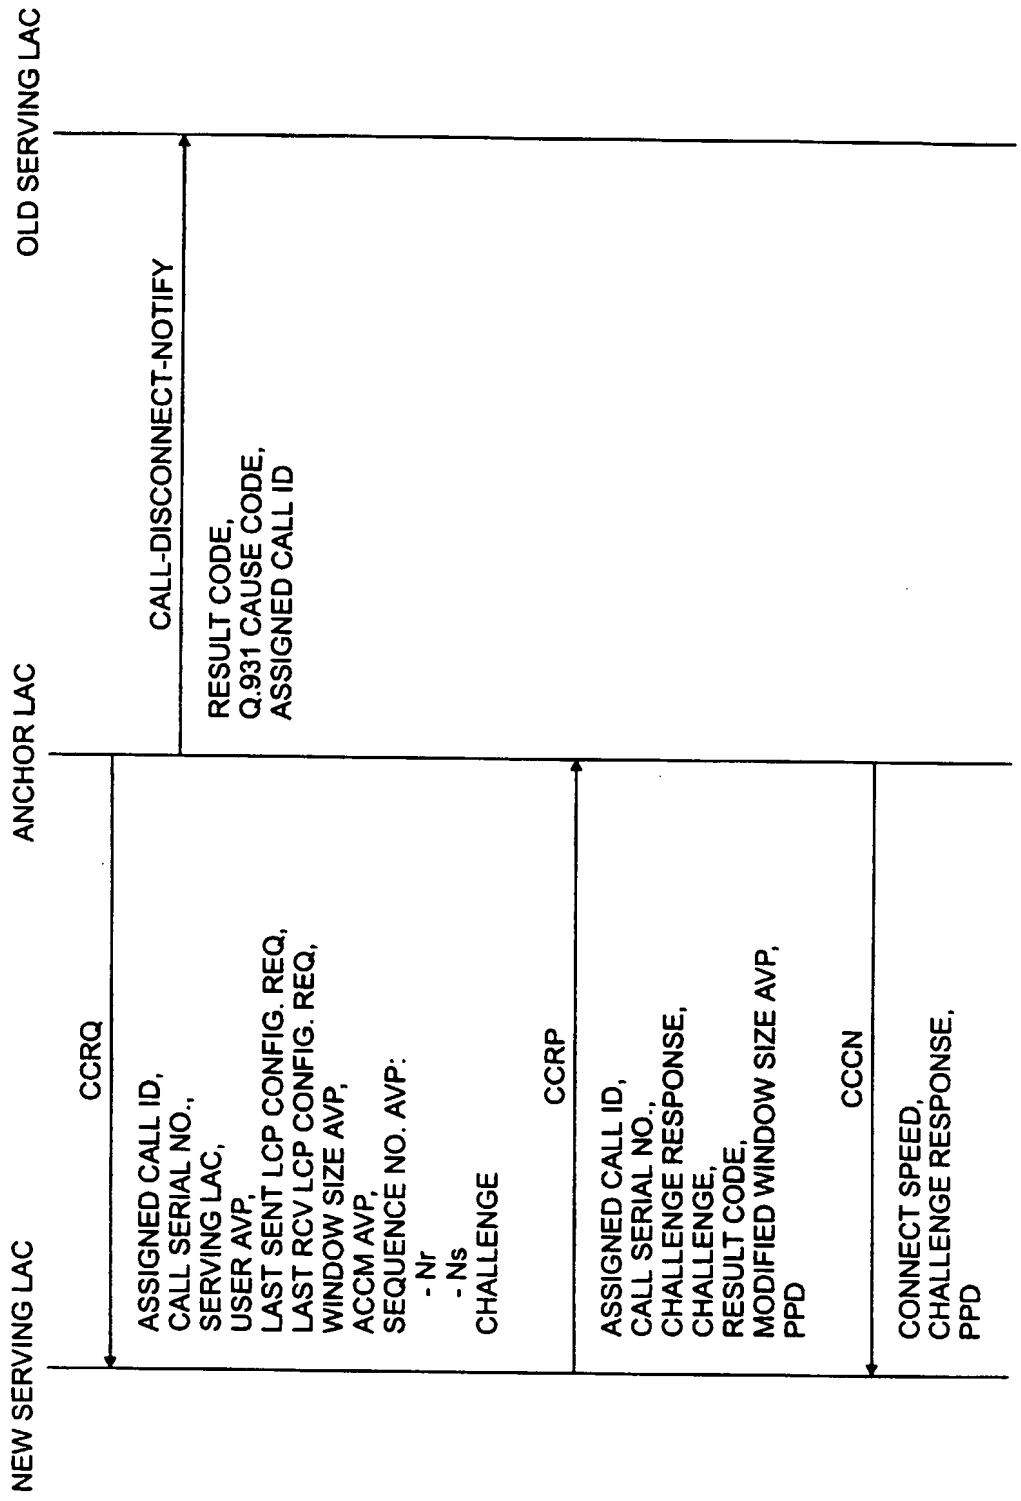 NEW SERVING LAC
ANCHOR LAC
OLD SERVING LAC
CCRQ
ASSIGNED CALL ID,
CALL SERIAL NO.,
SERVING LAC,
USER AVP,
LAST SENT LCP CONFIG. REQ,
LAST RCV LCP CONFIG. REQ,
WINDOW SIZE AVP,
ACCM AVP,
SEQUENCE NO. AVP:
- Nr
- Ns
CHALLENGE
CALL-DISCONNECT-NOTIFY
RESULT CODE,
Q.931 CAUSE CODE,
ASSIGNED CALL ID
CCRP
ASSIGNED CALL ID,
CALL SERIAL NO.,
CHALLENGE RESPONSE,
CHALLENGE,
RESULT CODE,
MODIFIED WINDOW SIZE AVP,
PPD
CCCN
CONNECT SPEED,
CHALLENGE RESPONSE,
PPD